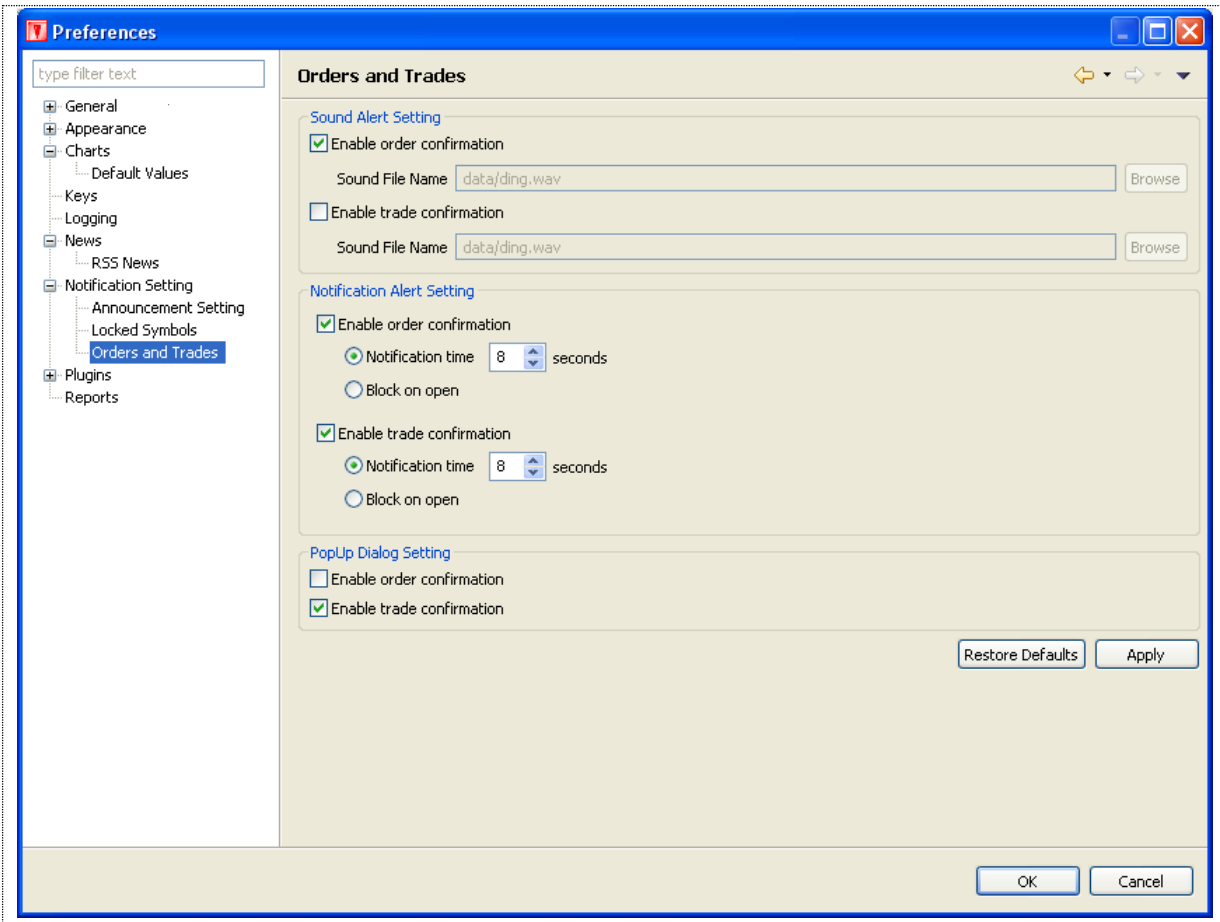 Preferences
type filter text
General
Appearance
Charts
Default Values
Keys
Logging
News
RSS News
Notification Setting
Announcement Setting
Locked Symbols
Orders and Trades
Plugins
Reports
Orders and Trades
Sound Alert Setting
Enable order confirmation
Sound File Name data/ding.wav Browse
Enable trade confirmation
Sound File Name data/ding.wav Browse
Notification Alert Setting
Enable order confirmation
Notification time 8 seconds
Block on open
Enable trade confirmation
Notification time 8 seconds
Block on open
PopUp Dialog Setting
Enable order confirmation
Enable trade confirmation
Restore Defaults Apply
OK Cancel